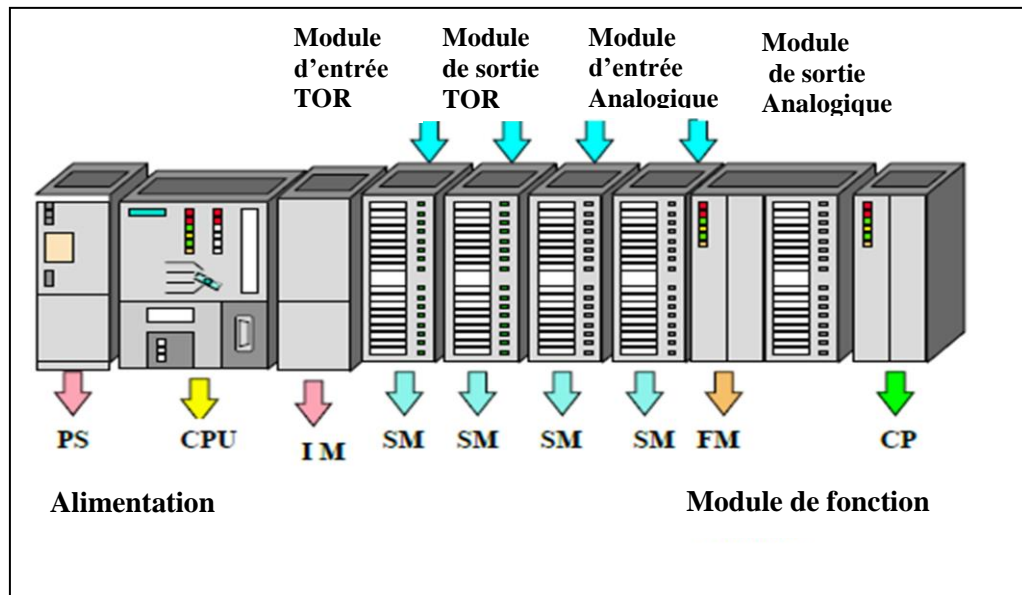 Module d’entrée TOR
Module de sortie TOR
Module d’entrée Analogique
Module de sortie Analogique
PS
CPU
I M
SM
SM
SM
SM
FM
CP
Alimentation
Module de fonction